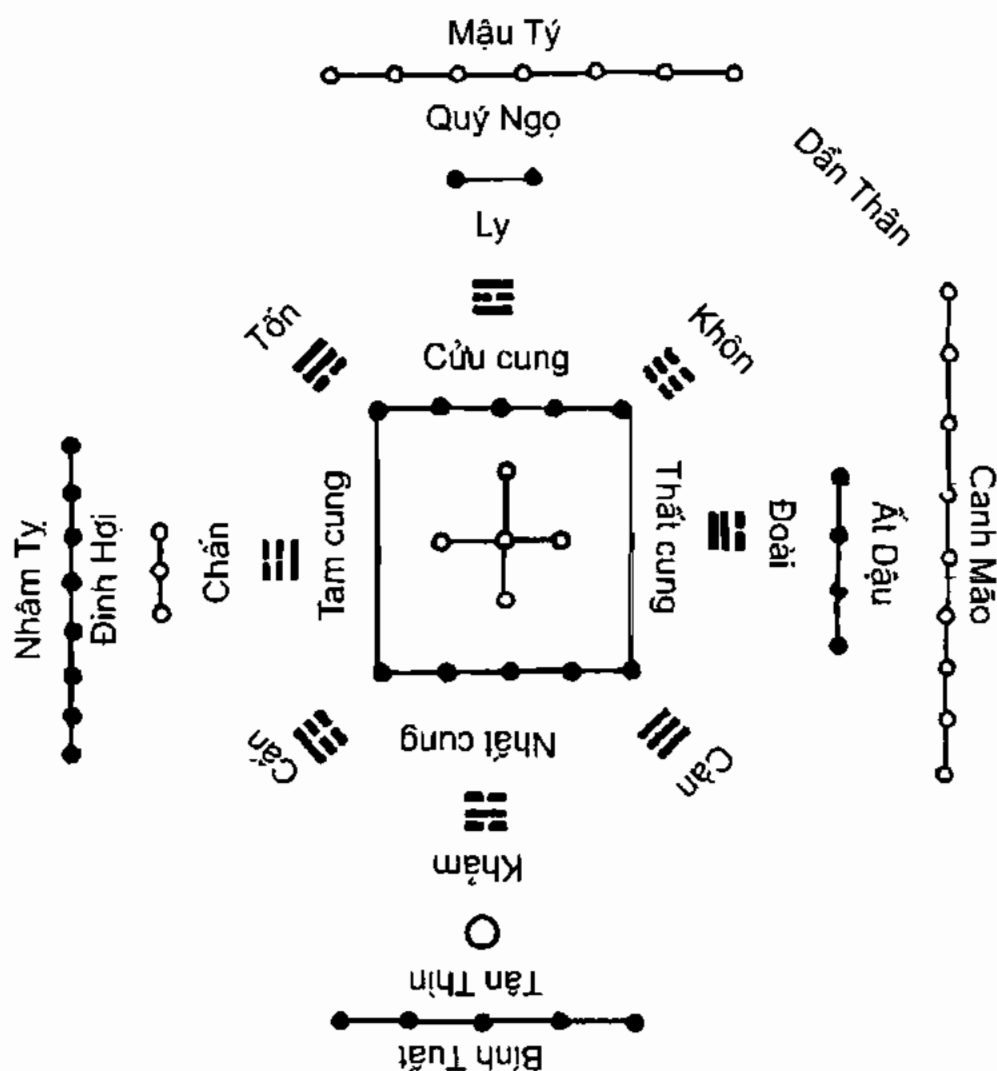 Mậu Tý
Quý Ngọ
Dần Thân
Ly
Tốn
Khôn
Cửu cung
Nhâm Tỵ
Đinh Hợi
Chấn
Tam cung
Thất cung
Đoài
Ất Dậu
Canh Mão
Cấn
Nhất cung
Càn
Khảm
Tân Thìn
Bính Tuất